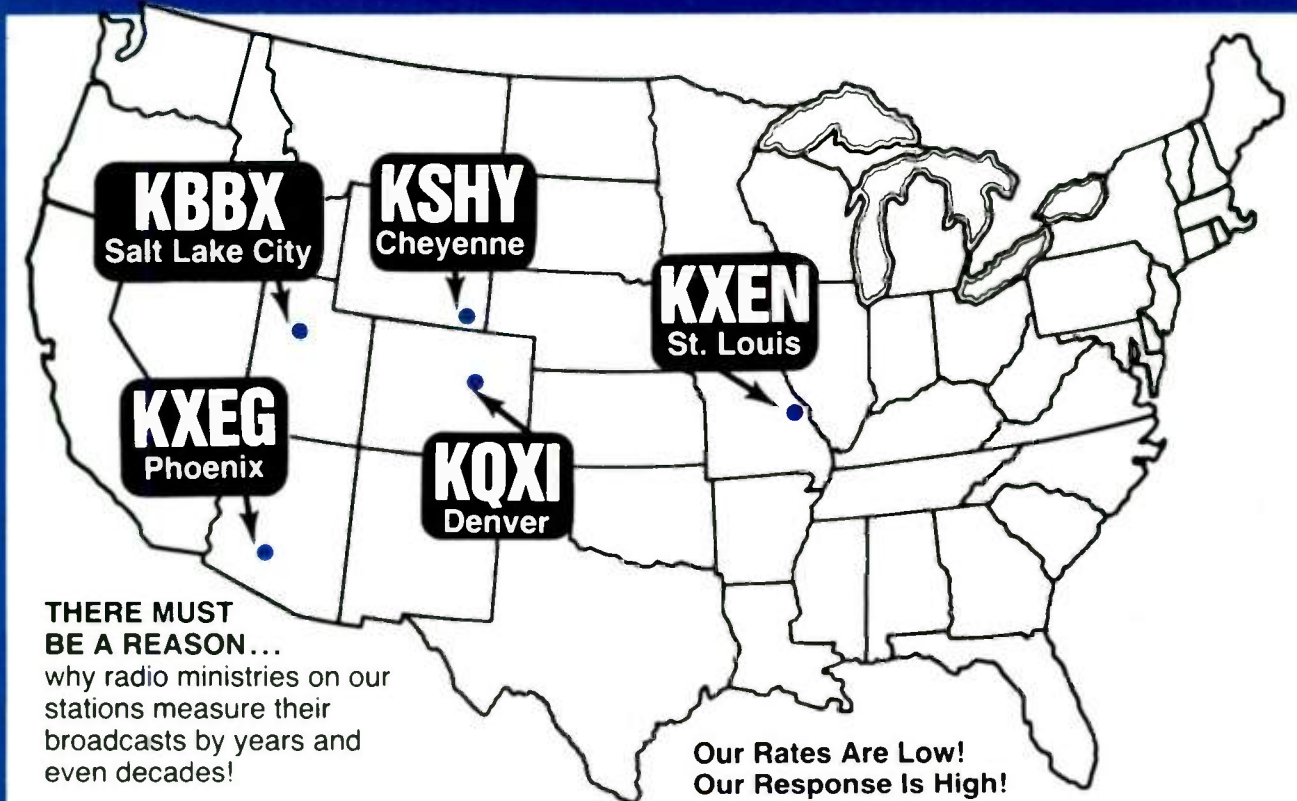 KBBX
Salt Lake City
KSHY
Cheyenne
KXEN
St. Louis
KXEG
Phoenix
KQXI
Denver
THERE MUST
BE A REASON...
why radio ministries on our
stations measure their
broadcasts by years and
even decades!
Our Rates Are Low!
Our Response Is High!